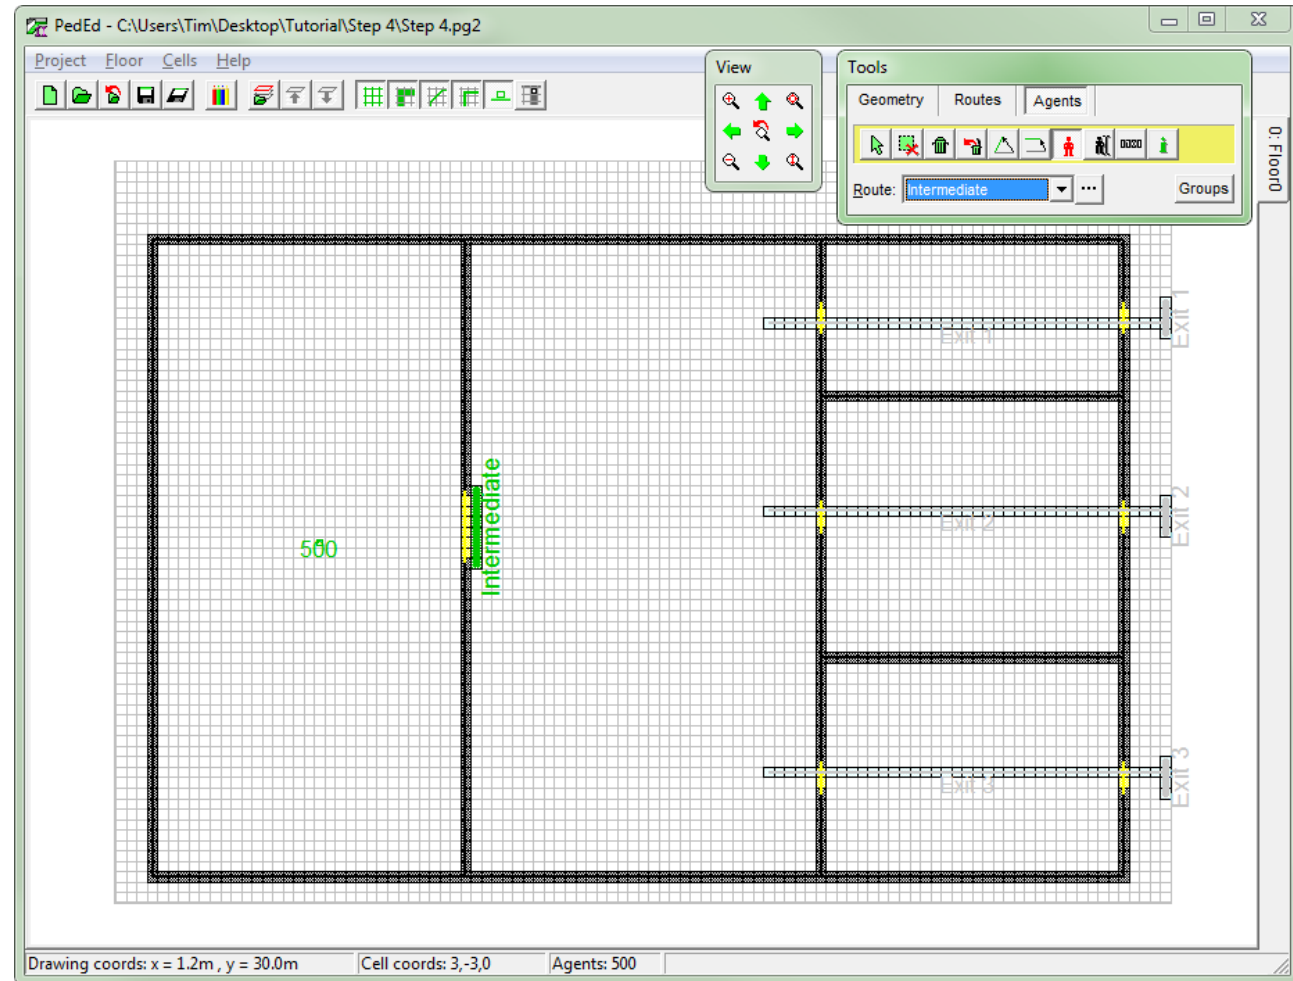 PedEd - C:\Users\Tim\Desktop\Tutorial\Step 4\Step 4.pg2
Project Floor Cells Help
View
Tools
Geometry Routes Agents
Route: Intermediate ... Groups
0: Floor0
Exit 1
Exit 1
Intermediate
500
Exit 2
Exit 2
Exit 3
Exit 3
Drawing coords: x = 1.2m , y = 30.0m Cell coords: 3,-3,0 Agents: 500